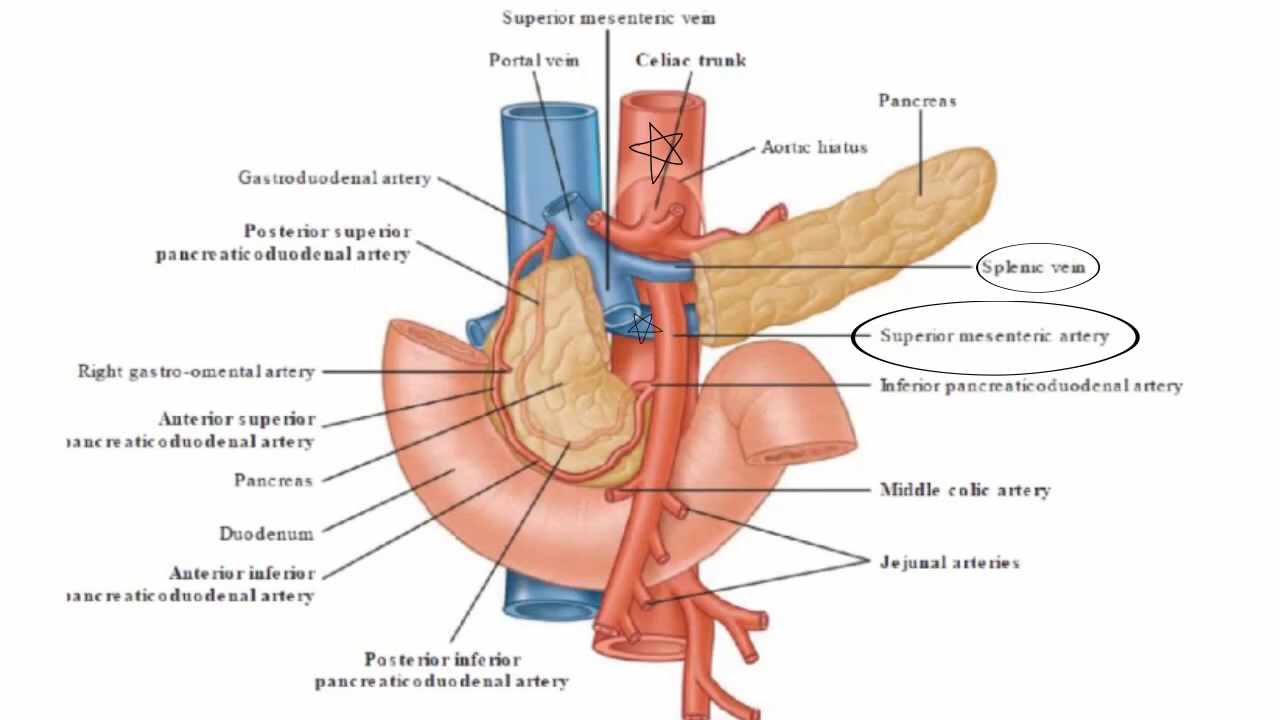 Superior mesenteric vein
Portal vein
Celiac trunk
Pancreas
Aortic hiatus
Gastroduodenal artery
Posterior superior
pancreaticoduodenal artery
Splenic vein
Superior mesenteric artery
Right gastro-omental artery
Inferior pancreaticoduodenal artery
Anterior superior
pancreaticoduodenal artery
Pancreas
Middle colic artery
Duodenum
Jejunal arteries
Anterior inferior
pancreaticoduodenal artery
Posterior inferior
pancreaticoduodenal artery